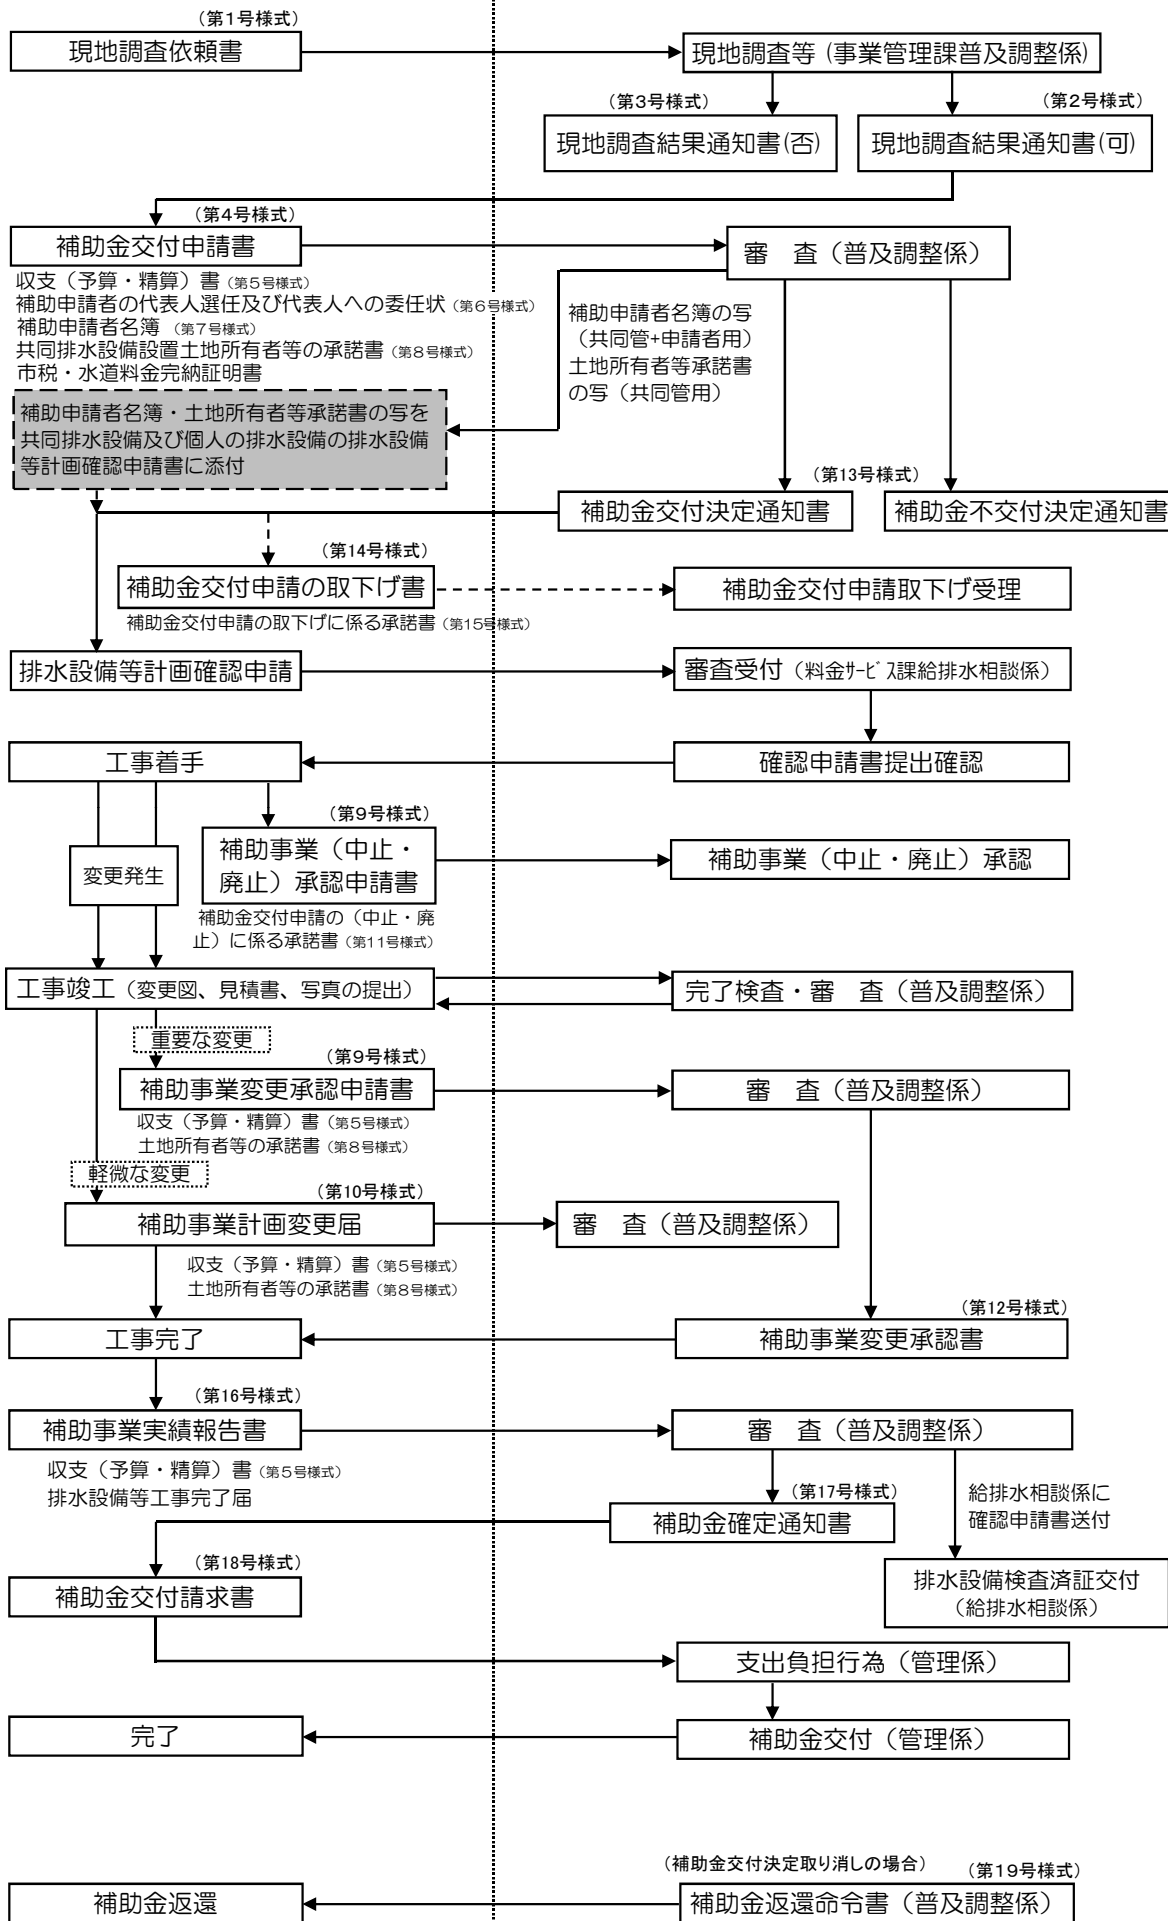 (第1号様式)
現地調査依頼書
現地調査等 (事業管理課普及調整係)
(第3号様式)
(第2号様式)
現地調査結果通知書(否)
現地調査結果通知書(可)
(第4号様式)
補助金交付申請書
審　査（普及調整係）
収支（予算・精算）書（第5号様式）
補助申請者の代表人選任及び代表人への委任状（第6号様式）
補助申請者名簿 （第7号様式）
共同排水設備設置土地所有者等の承諾書（第8号様式）
市税・水道料金完納証明書
補助申請者名簿の写
（共同管+申請者用）
土地所有者等承諾書
の写（共同管用）
補助申請者名簿・土地所有者等承諾書の写を
共同排水設備及び個人の排水設備の排水設備
等計画確認申請書に添付
(第13号様式)
補助金交付決定通知書
補助金不交付決定通知書
(第14号様式)
補助金交付申請の取下げ書
補助金交付申請取下げ受理
補助金交付申請の取下げに係る承諾書（第15号様式）
排水設備等計画確認申請
審査受付（料金ｻｰﾋﾞｽ課給排水相談係）
工事着手
確認申請書提出確認
(第9号様式)
補助事業（中止・
廃止）承認申請書
補助事業（中止・廃止）承認
変更発生
補助金交付申請の（中止・廃
止）に係る承諾書（第11号様式）
工事竣工（変更図、見積書、写真の提出）
完了検査・審　査（普及調整係）
重要な変更
(第9号様式)
補助事業変更承認申請書
審　査（普及調整係）
収支（予算・精算）書（第5号様式）
土地所有者等の承諾書（第8号様式）
軽微な変更
(第10号様式)
補助事業計画変更届
審　査（普及調整係）
収支（予算・精算）書（第5号様式）
土地所有者等の承諾書（第8号様式）
(第12号様式)
工事完了
補助事業変更承認書
(第16号様式)
補助事業実績報告書
審　査（普及調整係）
収支（予算・精算）書（第5号様式）
排水設備等工事完了届
(第17号様式)
補助金確定通知書
給排水相談係に
確認申請書送付
(第18号様式)
補助金交付請求書
排水設備検査済証交付
（給排水相談係）
支出負担行為（管理係）
完了
補助金交付（管理係）
(補助金交付決定取り消しの場合)
(第19号様式)
補助金返還
補助金返還命令書（普及調整係）